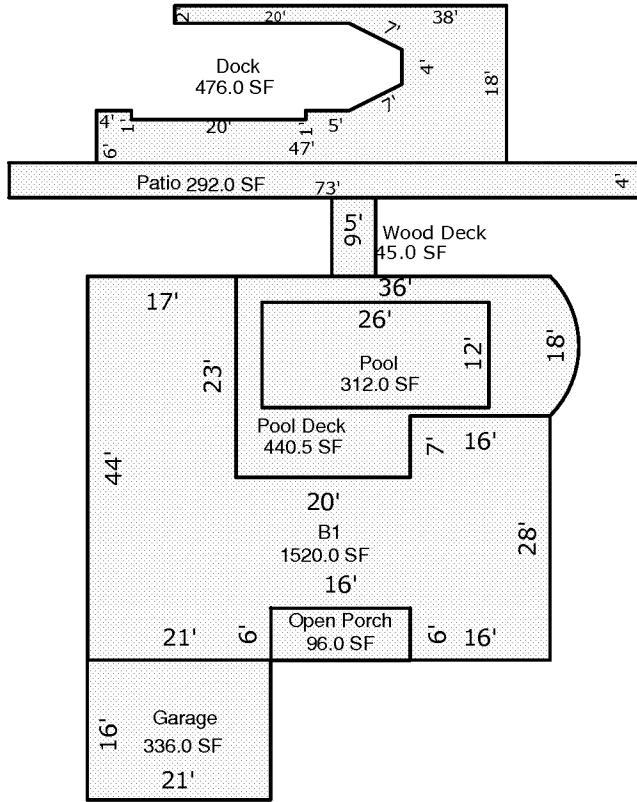 2' 20' 38'
7'
Dock
476.0 SF
4'
18'
7'
4' 1' 20' 1' 5'
6' 47'
Patio 292.0 SF
73'
4'
5'
9'
Wood Deck
45.0 SF
17'
36'
26'
23'
Pool
312.0 SF
12'
18'
Pool Deck
440.5 SF
7' 16'
44'
20'
B1
1520.0 SF
28'
16'
Open Porch
96.0 SF
21' 6' 6' 16'
Garage
336.0 SF
16'
21'